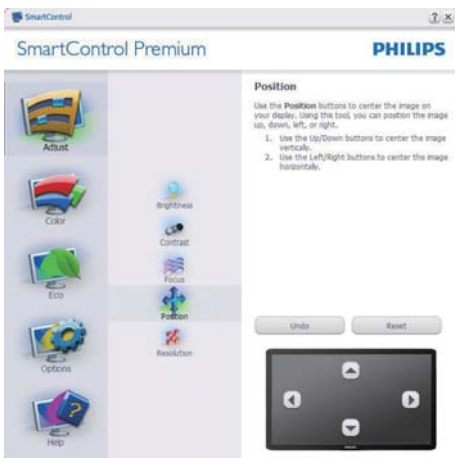 SmartControl
? ×
SmartControl Premium
PHILIPS
Adjust
Color
Eco
Options
Help
Brightness
Contrast
Focus
Position
Resolution
Position
Use the Position buttons to center the image on
your display. Using the tool, you can position the image
up, down, left, or right.
1. Use the Up/Down buttons to center the image
vertically.
2. Use the Left/Right buttons to center the image
horizontally.
Undo
Reset
?